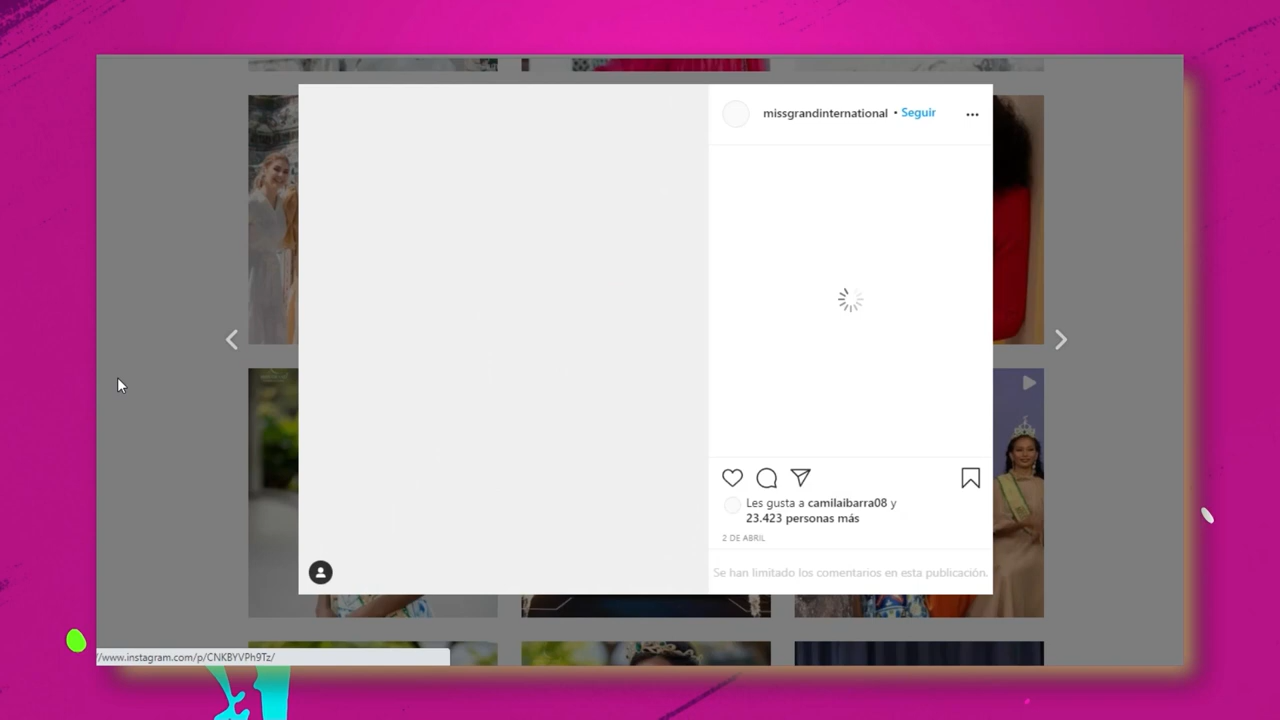 missgrandinternational • Seguir
Les gusta a camilaibarra08 y
23.423 personas más
2 DE ABRIL
Se han limitado los comentarios en esta publicación.
/www.instagram.com/p/CNKBYVPh9Tz/